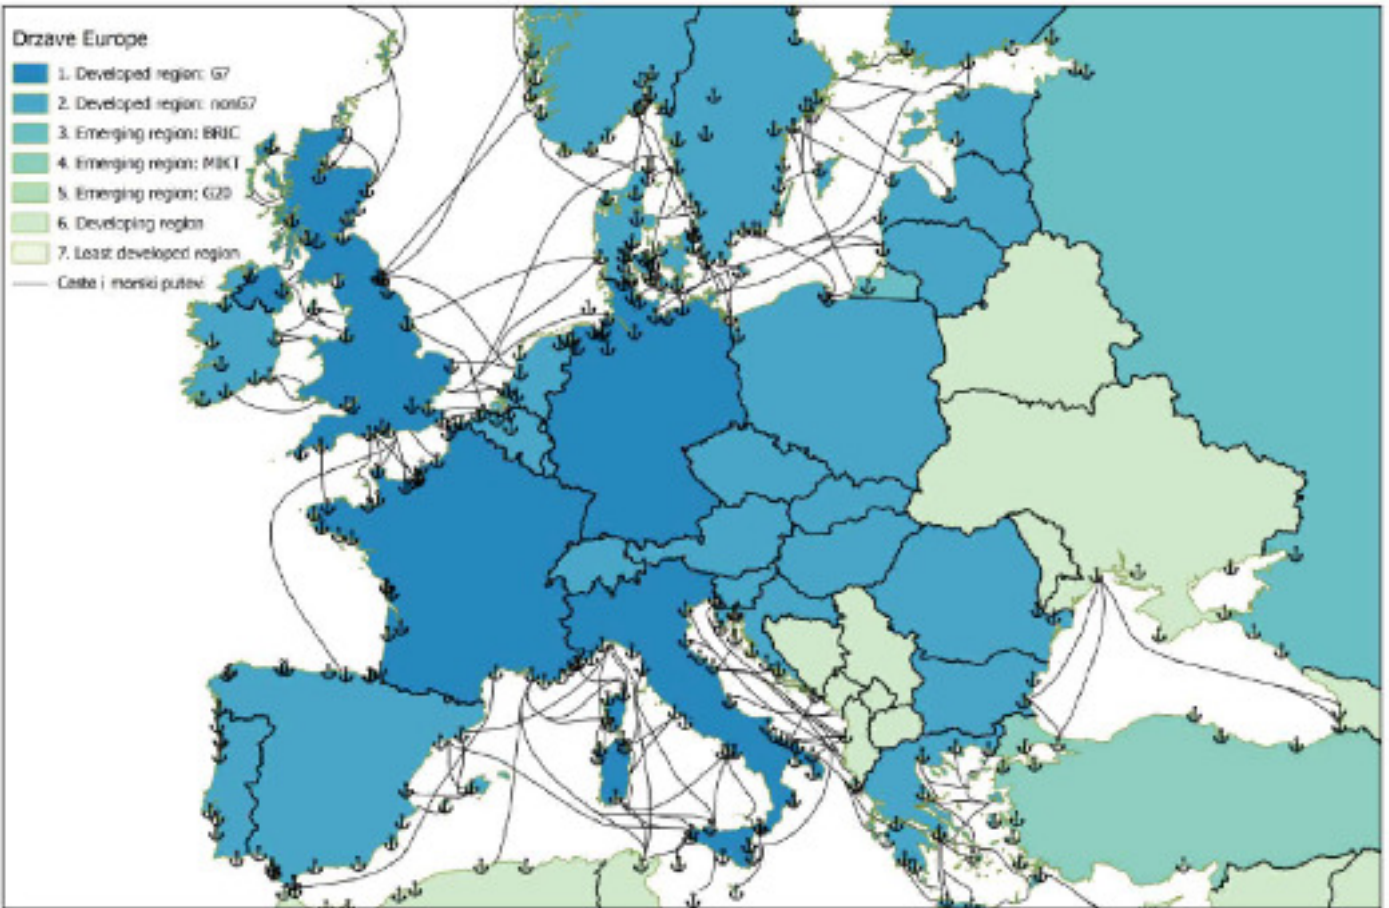 Drzave Europe
1. Developed region: G7
2. Developed region: nonG7
3. Emerging region: BRIC
4. Emerging region: MIKT
5. Emerging region: G20
6. Developing region
7. Least developed region
Ceste i morski putevi